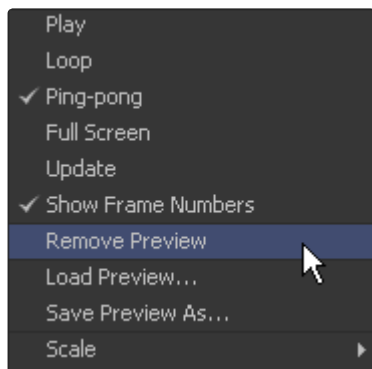 Play
Loop
Ping-pong
Full Screen
Update
Show Frame Numbers
Remove Preview
Load Preview...
Save Preview As...
Scale